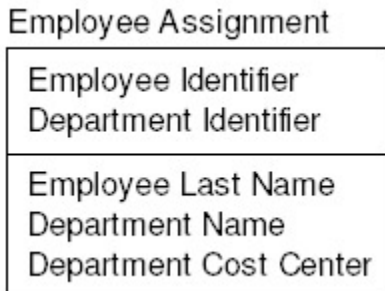 Employee Assignment
Employee Identifier
Department Identifier
Employee Last Name
Department Name
Department Cost Center